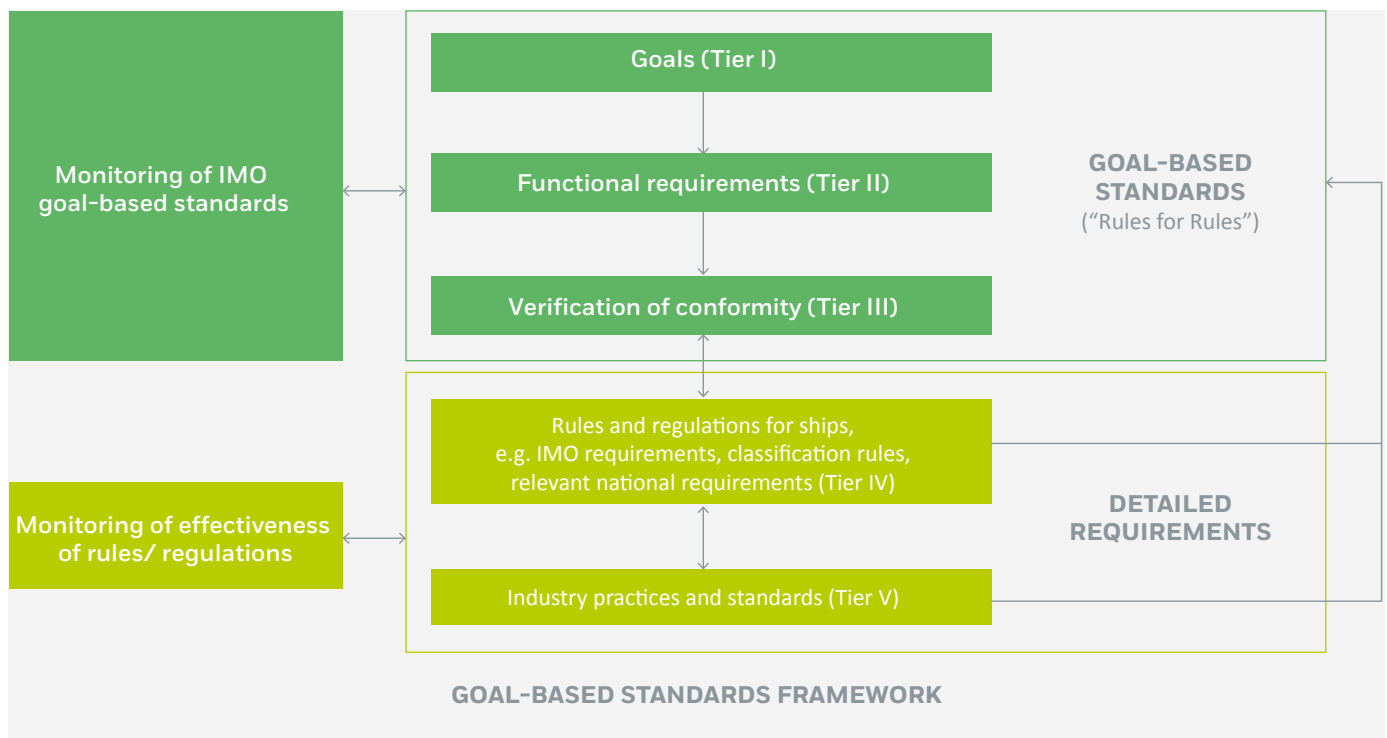 Goals (Tier I)
Monitoring of IMO
goal-based standards
Functional requirements (Tier II)
GOAL-BASED
STANDARDS
(“Rules for Rules”)
Verification of conformity (Tier III)
Rules and regulations for ships,
e.g. IMO requirements, classification rules,
relevant national requirements (Tier IV)
Monitoring of effectiveness
of rules/ regulations
DETAILED
REQUIREMENTS
Industry practices and standards (Tier V)
GOAL-BASED STANDARDS FRAMEWORK